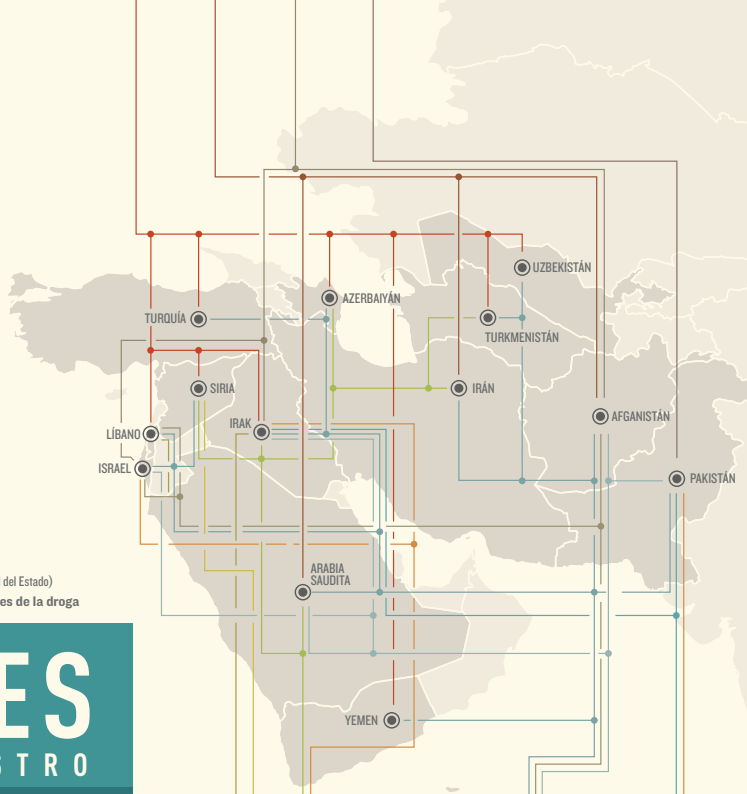 UZBEKISTÁN
AZERBAIYÁN
TURQUÍA
TURKMENISTÁN
SIRIA
IRÁN
AFGANISTÁN
IRAK
LÍBANO
ISRAEL
PAKISTÁN
ARABIA
SAUDITA
del Estado)
es de la droga
ES
STRO
YEMEN